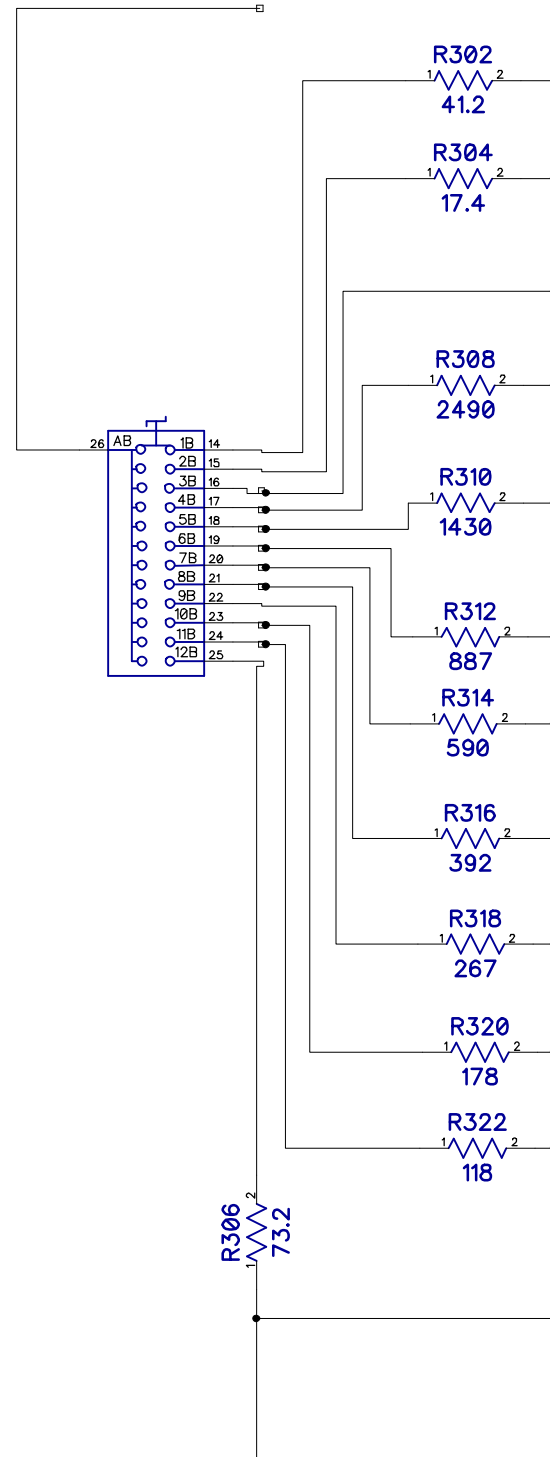 R302
1 2
41.2
R304
1 2
17.4
R308
1 2
2490
26 AB 1B 14
2B 15
3B 16
4B 17
5B 18
6B 19
7B 20
8B 21
9B 22
10B 23
11B 24
12B 25
R310
1 2
1430
R312
1 2
887
R314
1 2
590
R316
1 2
392
R318
1 2
267
R320
1 2
178
R322
1 2
118
R306
1 2
73.2